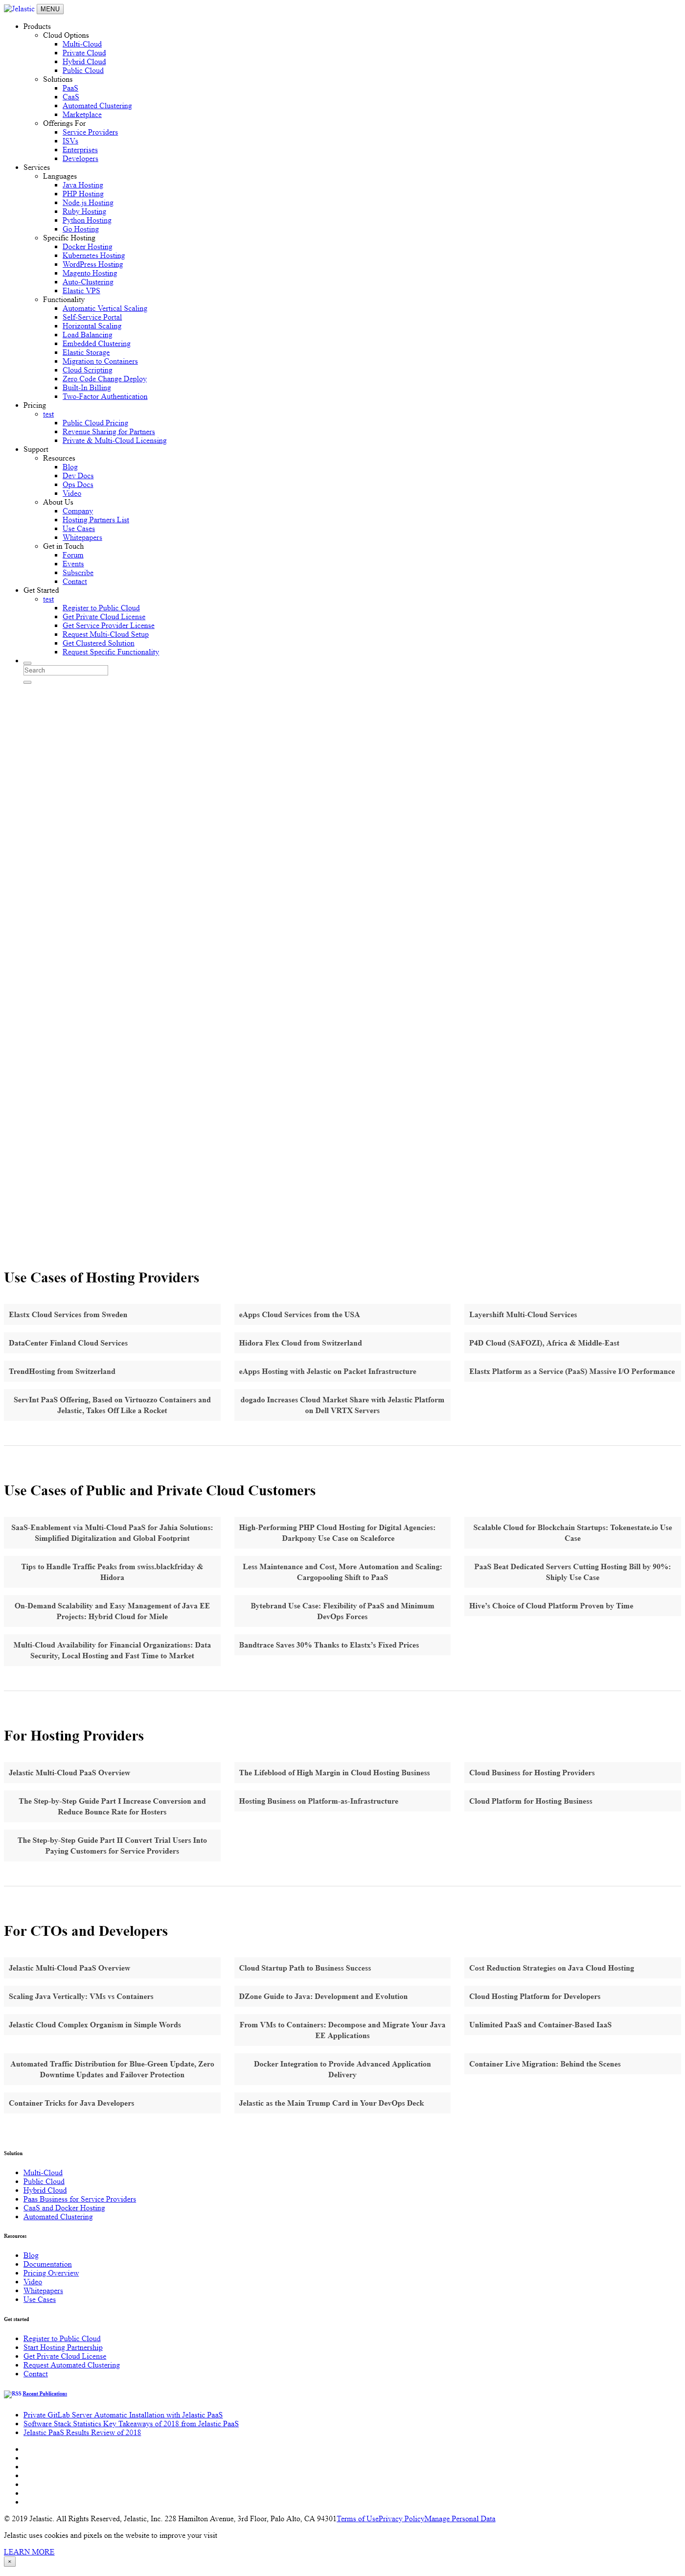 Jelastic MENU
Products
Cloud Options
Multi-Cloud
Private Cloud
Hybrid Cloud
Public Cloud
Solutions
PaaS
CaaS
Automated Clustering
Marketplace
Offerings For
Service Providers
ISVs
Enterprises
Developers
Services
Languages
Java Hosting
PHP Hosting
Node.js Hosting
Ruby Hosting
Python Hosting
Go Hosting
Specific Hosting
Docker Hosting
Kubernetes Hosting
WordPress Hosting
Magento Hosting
Auto-Clustering
Elastic VPS
Functionality
Automatic Vertical Scaling
Self-Service Portal
Horizontal Scaling
Load Balancing
Embedded Clustering
Elastic Storage
Migration to Containers
Cloud Scripting
Zero Code Change Deploy
Built-In Billing
Two-Factor Authentication
Pricing
test
Public Cloud Pricing
Revenue Sharing for Partners
Private & Multi-Cloud Licensing
Support
Resources
Blog
Dev Docs
Ops Docs
Video
About Us
Company
Hosting Partners List
Use Cases
Whitepapers
Get in Touch
Forum
Events
Subscribe
Contact
Get Started
test
Register to Public Cloud
Get Private Cloud License
Get Service Provider License
Request Multi-Cloud Setup
Get Clustered Solution
Request Specific Functionality
Search
Use Cases of Hosting Providers
Elastx Cloud Services from Sweden
eApps Cloud Services from the USA
Layershift Multi-Cloud Services
DataCenter Finland Cloud Services
Hidora Flex Cloud from Switzerland
P4D Cloud (SAFOZI), Africa & Middle-East
TrendHosting from Switzerland
eApps Hosting with Jelastic on Packet Infrastructure
Elastx Platform as a Service (PaaS) Massive I/O Performance
ServInt PaaS Offering, Based on Virtuozzo Containers and
Jelastic, Takes Off Like a Rocket
dogado Increases Cloud Market Share with Jelastic Platform
on Dell VRTX Servers
Use Cases of Public and Private Cloud Customers
SaaS-Enablement via Multi-Cloud PaaS for Jahia Solutions:
Simplified Digitalization and Global Footprint
High-Performing PHP Cloud Hosting for Digital Agencies:
Darkpony Use Case on Scaleforce
Scalable Cloud for Blockchain Startups: Tokenestate.io Use
Case
Tips to Handle Traffic Peaks from swiss.blackfriday &
Hidora
Less Maintenance and Cost, More Automation and Scaling:
Cargopooling Shift to PaaS
PaaS Beat Dedicated Servers Cutting Hosting Bill by 90%:
Shiply Use Case
On-Demand Scalability and Easy Management of Java EE
Projects: Hybrid Cloud for Miele
Bytebrand Use Case: Flexibility of PaaS and Minimum
DevOps Forces
Hive's Choice of Cloud Platform Proven by Time
Multi-Cloud Availability for Financial Organizations: Data
Security, Local Hosting and Fast Time to Market
Bandtrace Saves 30% Thanks to Elastx's Fixed Prices
For Hosting Providers
Jelastic Multi-Cloud PaaS Overview
The Lifeblood of High Margin in Cloud Hosting Business
Cloud Business for Hosting Providers
The Step-by-Step Guide Part I Increase Conversion and
Reduce Bounce Rate for Hosters
Hosting Business on Platform-as-Infrastructure
Cloud Platform for Hosting Business
The Step-by-Step Guide Part II Convert Trial Users Into
Paying Customers for Service Providers
For CTOs and Developers
Jelastic Multi-Cloud PaaS Overview
Cloud Startup Path to Business Success
Cost Reduction Strategies on Java Cloud Hosting
Scaling Java Vertically: VMs vs Containers
DZone Guide to Java: Development and Evolution
Cloud Hosting Platform for Developers
Jelastic Cloud Complex Organism in Simple Words
From VMs to Containers: Decompose and Migrate Your Java
EE Applications
Unlimited PaaS and Container-Based IaaS
Automated Traffic Distribution for Blue-Green Update, Zero
Downtime Updates and Failover Protection
Docker Integration to Provide Advanced Application
Delivery
Container Live Migration: Behind the Scenes
Container Tricks for Java Developers
Jelastic as the Main Trump Card in Your DevOps Deck
Solution
Multi-Cloud
Public Cloud
Hybrid Cloud
Paas Business for Service Providers
CaaS and Docker Hosting
Automated Clustering
Resources
Blog
Documentation
Pricing Overview
Video
Whitepapers
Use Cases
Get started
Register to Public Cloud
Start Hosting Partnership
Get Private Cloud License
Request Automated Clustering
Contact
RSS Recent Publications
Private GitLab Server Automatic Installation with Jelastic PaaS
Software Stack Statistics Key Takeaways of 2018 from Jelastic PaaS
Jelastic PaaS Results Review of 2018
© 2019 Jelastic. All Rights Reserved, Jelastic, Inc. 228 Hamilton Avenue, 3rd Floor, Palo Alto, CA 94301Terms of UsePrivacy PolicyManage Personal Data
Jelastic uses cookies and pixels on the website to improve your visit
LEARN MORE
×